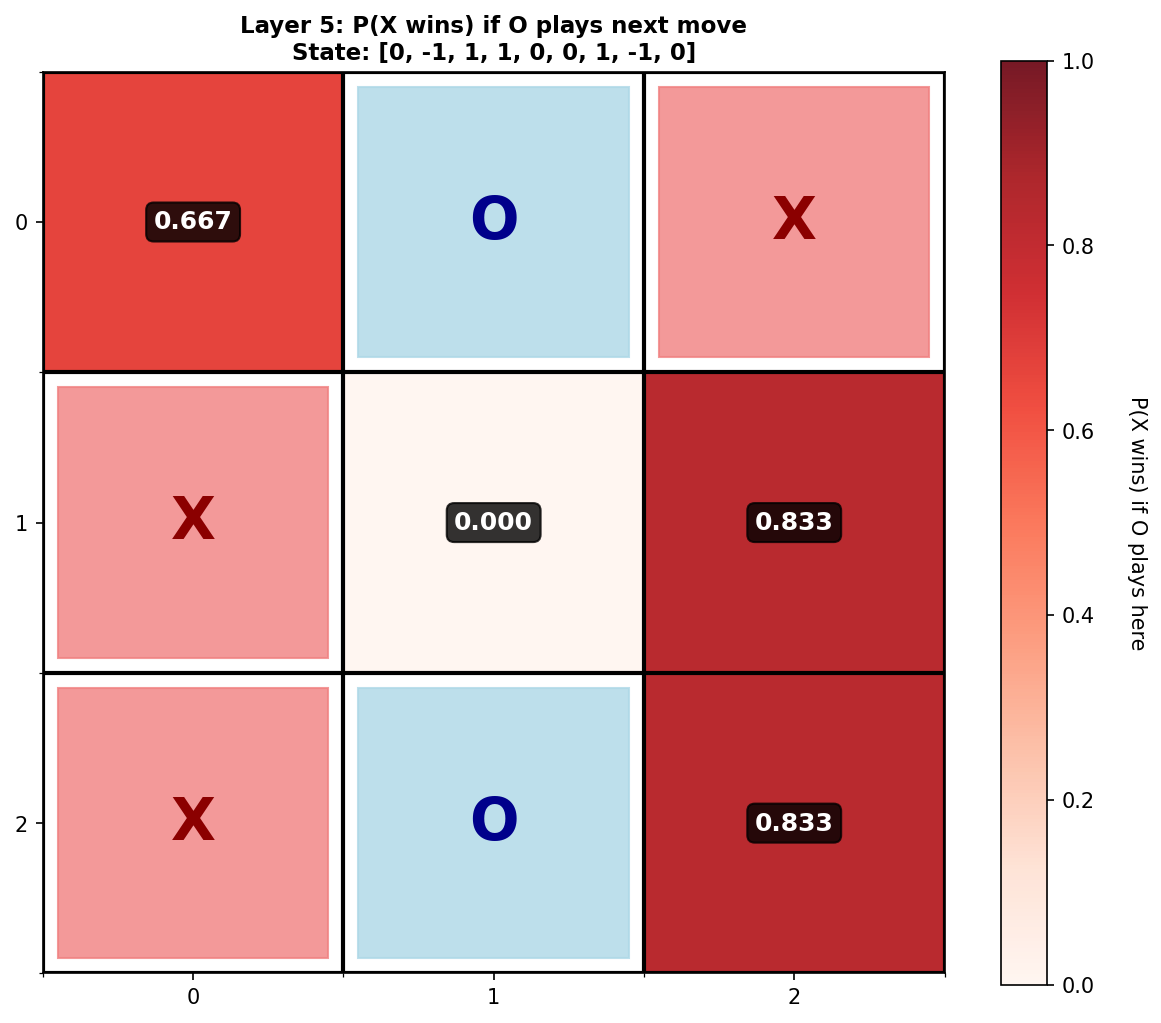 Layer 5: P(X wins) if O plays next move
State: [0, -1, 1, 1, 0, 0, 1, -1, 0]
0.667
O
X
X
0.000
0.833
X
O
0.833
0
1
2
0
1
2
1.0
0.8
0.6
0.4
0.2
0.0
P(X wins) if O plays here